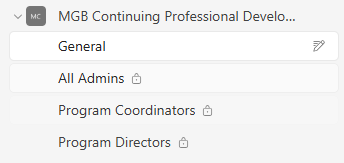 MC MGB Continuing Professional Develo...
General
All Admins
Program Coordinators
Program Directors